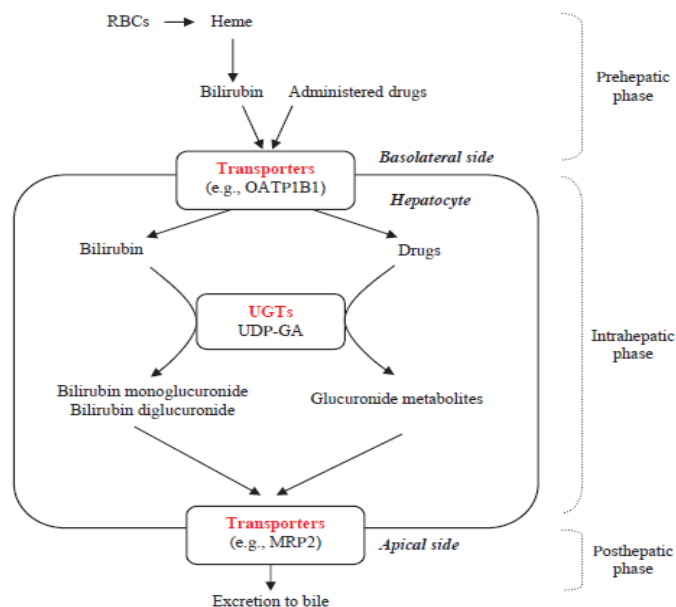 RBCs
Heme
Bilirubin
Administered drugs
Prehepatic
phase
Basolateral side
Transporters
(e.g., OATP1B1)
Hepatocyte
Bilirubin
Drugs
UGTs
UDP-GA
Intrahepatic
phase
Bilirubin monoglucuronide
Bilirubin diglucuronide
Glucuronide metabolites
Transporters
(e.g., MRP2)
Apical side
Posthepatic
phase
Excretion to bile